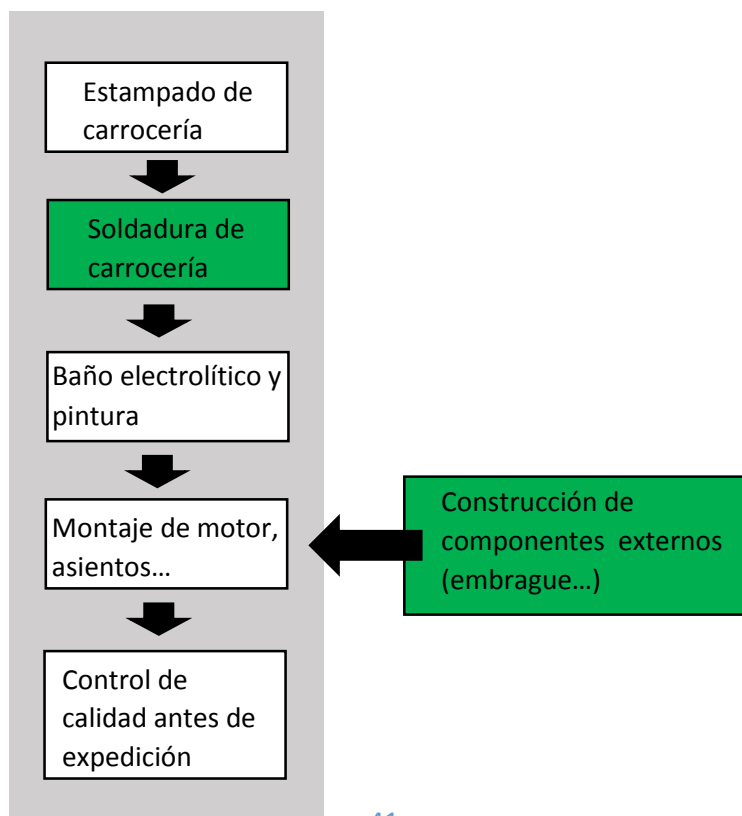 Estampado de
carrocería
Soldadura de
carrocería
Baño electrolítico y
pintura
Montaje de motor,
asientos…
Construcción de
componentes externos
(embrague…)
Control de
calidad antes de
expedición